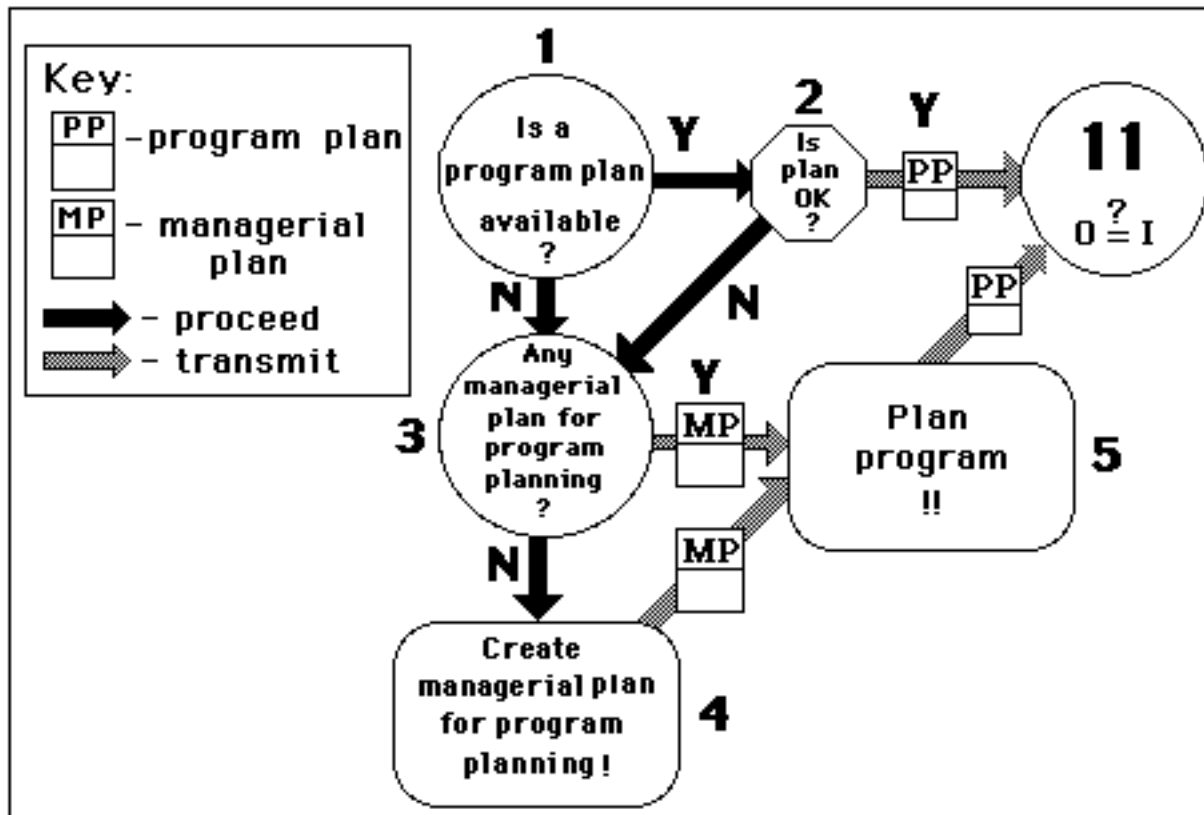 Key:
PP
-program plan
MP
- managerial
plan
- proceed
- transmit
1
Is a
program plan
available
?
Y
N
2
Is
plan
OK
?
Y
PP
N
11
?
O = I
3
Any
managerial
plan for
program
planning
?
Y
MP
N
PP
Plan
program
!!
5
MP
Create
managerial plan
for program
planning!
4